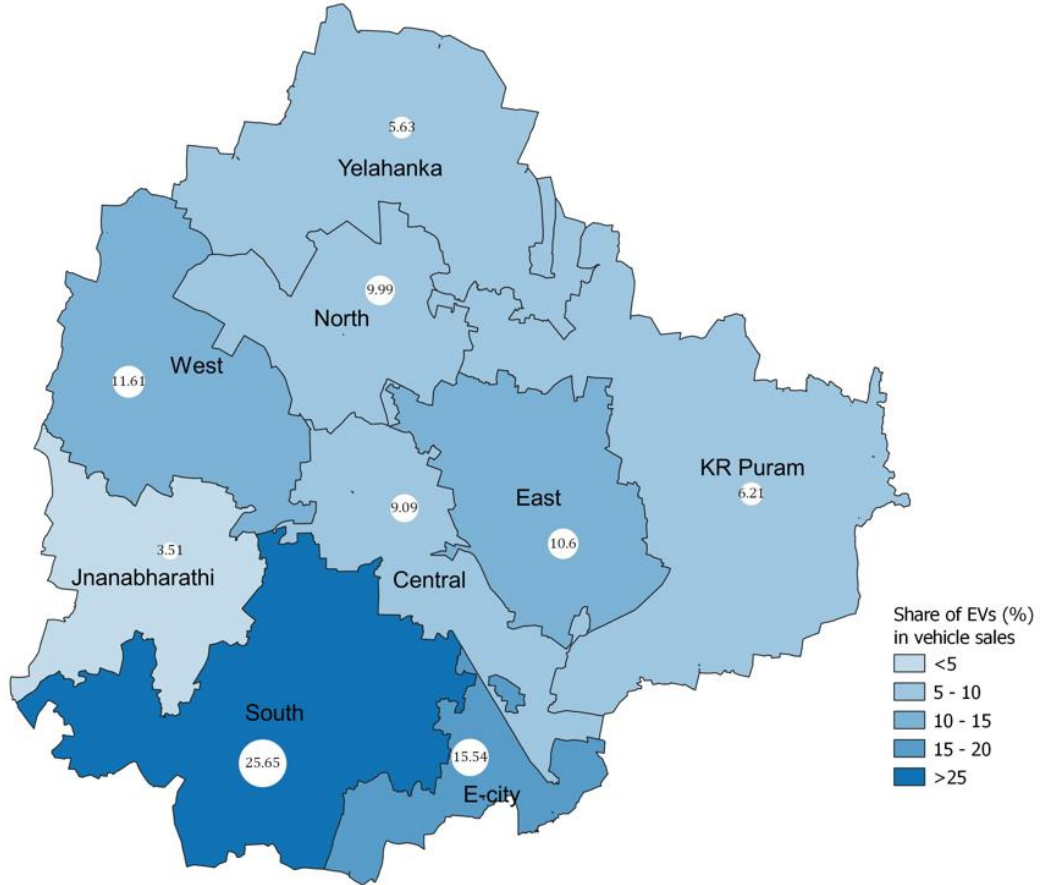 5.63
Yelahanka
9.99
North
West
11.61
KR Puram
6.21
East
9.09
10.6
3.51
Jnanabharathi
Central
South
25.65
15.54
E-city
Share of EVs (%)
in vehicle sales
<5
5 - 10
10 - 15
15 - 20
>25